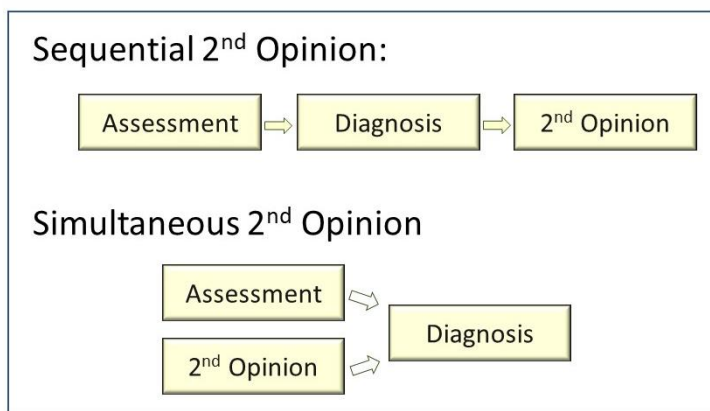 Sequential 2nd Opinion:
Assessment
Diagnosis
2nd Opinion
Simultaneous 2nd Opinion
Assessment
2nd Opinion
Diagnosis